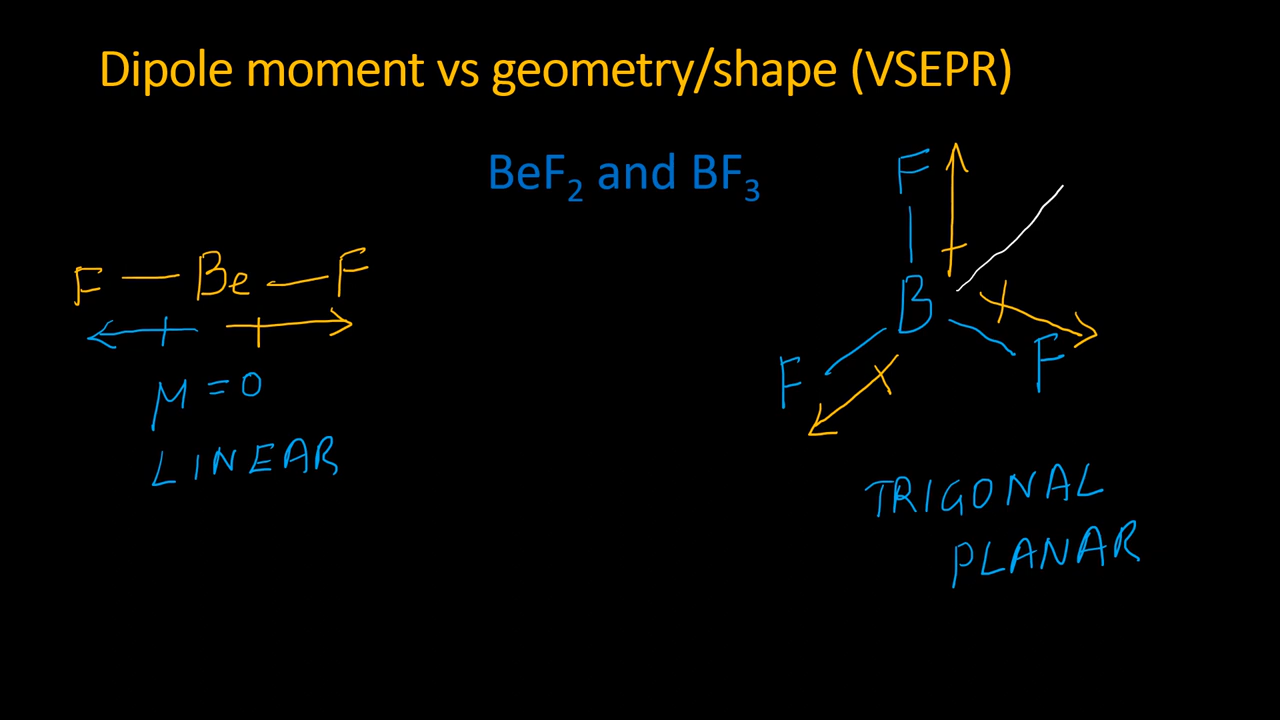 Dipole moment vs geometry/shape (VSEPR)
BeF₂ and BF₃
F — Be — F
M = 0
LINEAR
F
B
F
F
TRIGONAL
PLANAR